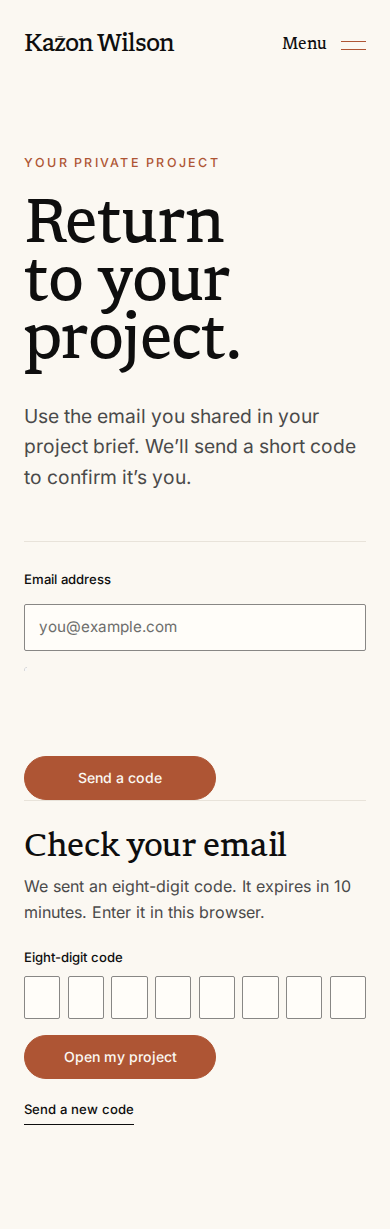 Kazon Wilson
Menu
YOUR PRIVATE PROJECT
Return
to your
project.
Use the email you shared in your
project brief. We’ll send a short code
to confirm it’s you.
Email address
you@example.com
Send a code
Check your email
We sent an eight-digit code. It expires in 10
minutes. Enter it in this browser.
Eight-digit code
Open my project
Send a new code